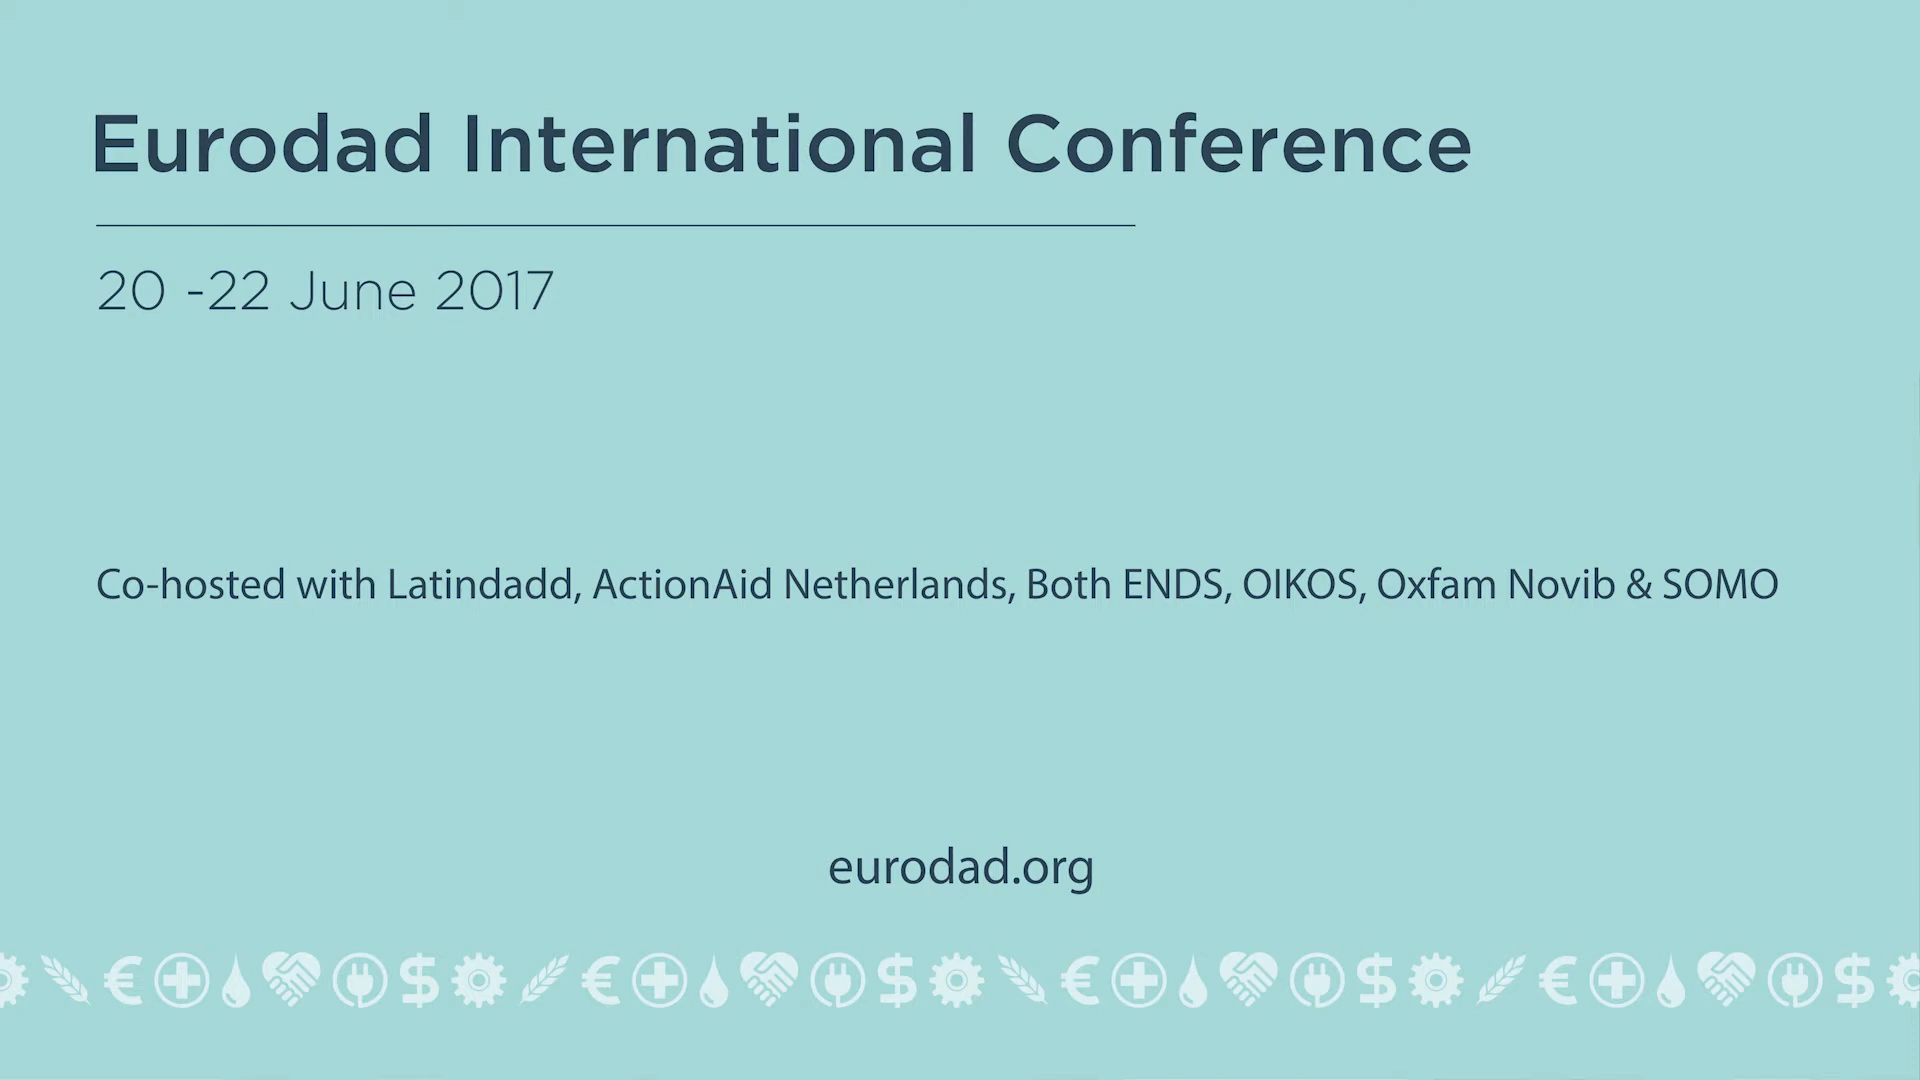 Eurodad International Conference
20 -22 June 2017
Co-hosted with Latindadd, ActionAid Netherlands, Both ENDS, OIKOS, Oxfam Novib & SOMO
eurodad.org